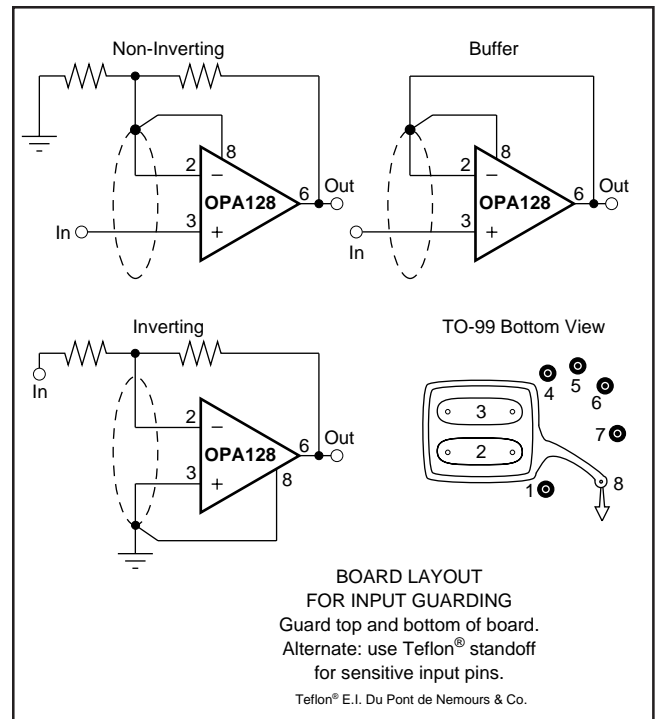 Non-Inverting
Buffer
8
2
−
OPA128
6
Out
3
+
In
8
2
−
OPA128
6
Out
3
+
In
Inverting
In
2
−
OPA128
6
Out
3
+
8
TO-99 Bottom View
4
5
6
3
7
2
8
1
BOARD LAYOUT
FOR INPUT GUARDING
Guard top and bottom of board.
Alternate: use Teflon® standoff
for sensitive input pins.
Teflon® E.I. Du Pont de Nemours & Co.